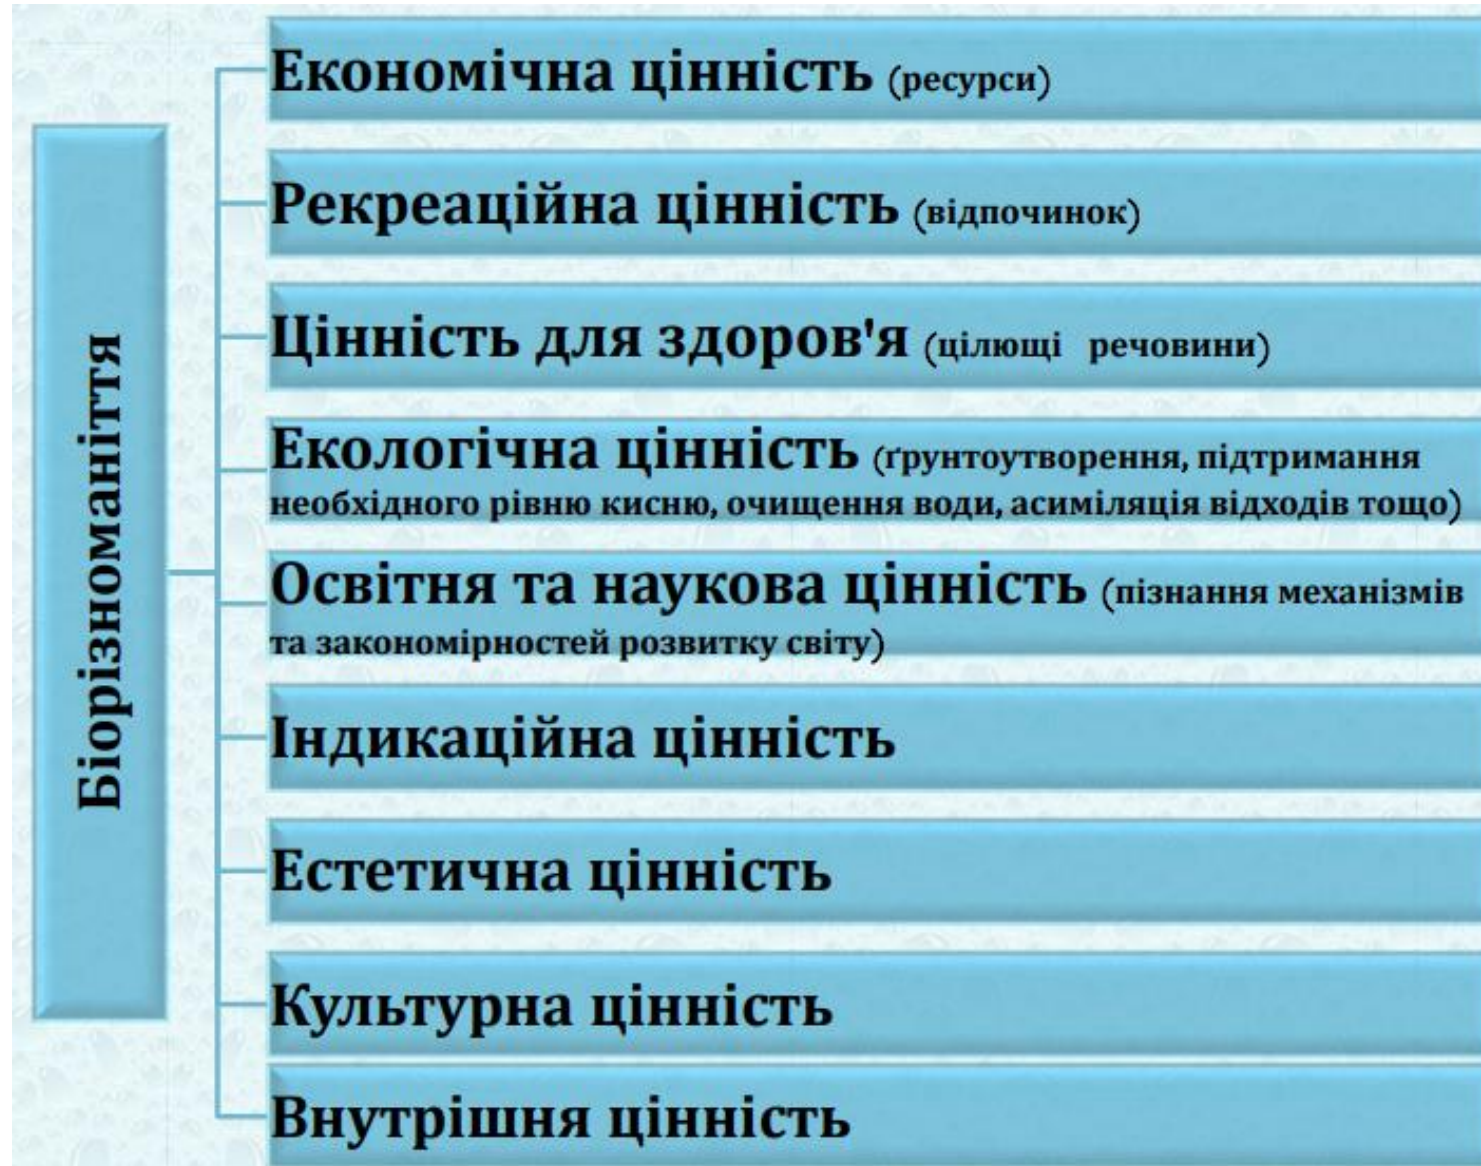 Біорізноманіття
Економічна цінність (ресурси)
Рекреаційна цінність (відпочинок)
Цінність для здоров'я (цілющі речовини)
Екологічна цінність (ґрунтоутворення, підтримання
необхідного рівню кисню, очищення води, асиміляція відходів тощо)
Освітня та наукова цінність (пізнання механізмів
та закономірностей розвитку світу)
Індикаційна цінність
Естетична цінність
Культурна цінність
Внутрішня цінність